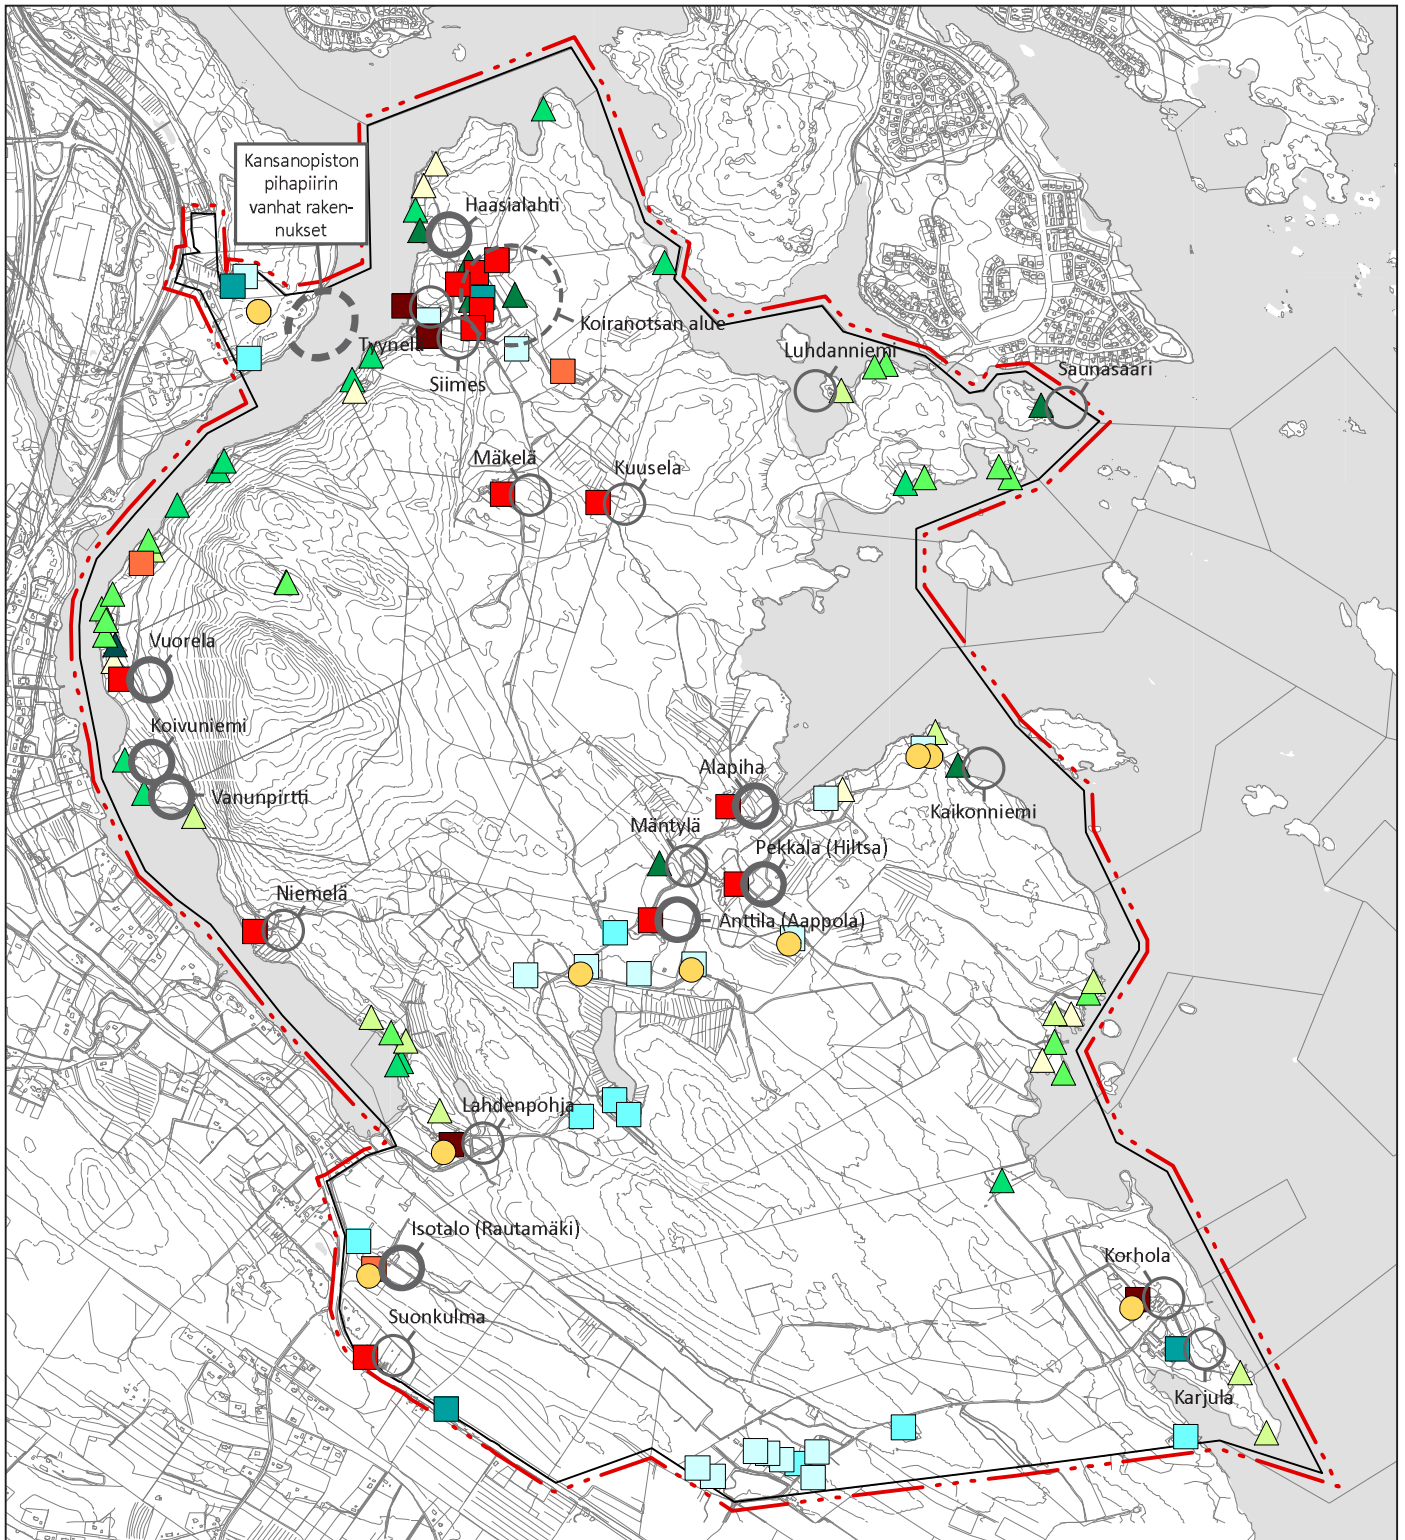 Kansanopiston
pihapiirin
vanhat raken-
nukset
Haasialahti
Koiranotsan alue
Tyynelä
Siimes
Luhdanniemi
Saunasaari
Mäkelä
Kuusela
Vuorela
Koivuniemi
Vanunpirtti
Alapiha
Kaikonniemi
Mäntylä
Pekkala (Hiltsa)
Niemelä
Anttila (Aappola)
Lahdenpohja
Isotalo (Rautamäki)
Korhola
Suonkulma
Karjula